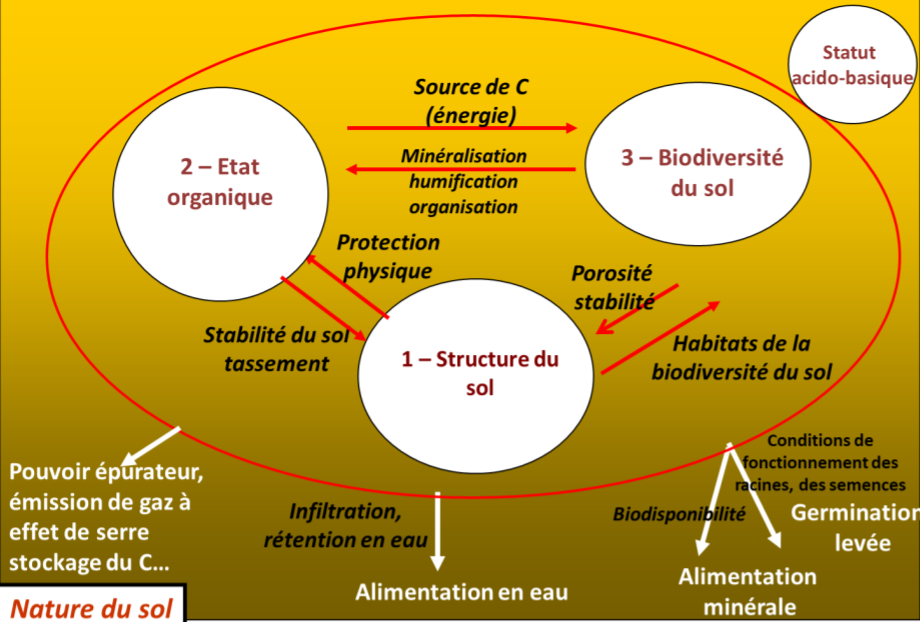 Statut
acido-basique
Source de C
(énergie)
2 – Etat
organique
Minéralisation
humification
organisation
3 – Biodiversité
du sol
Protection
physique
Porosité
stabilité
Stabilité du sol
tassement
1 – Structure du
sol
Habitats de la
biodiversité du sol
Pouvoir épurateur,
émission de gaz à
effet de serre
stockage du C...
Infiltration,
rétention en eau
Alimentation en eau
Conditions de
fonctionnement des
racines, des semences
Biodisponibilité
Germination
levée
Alimentation
minérale
Nature du sol